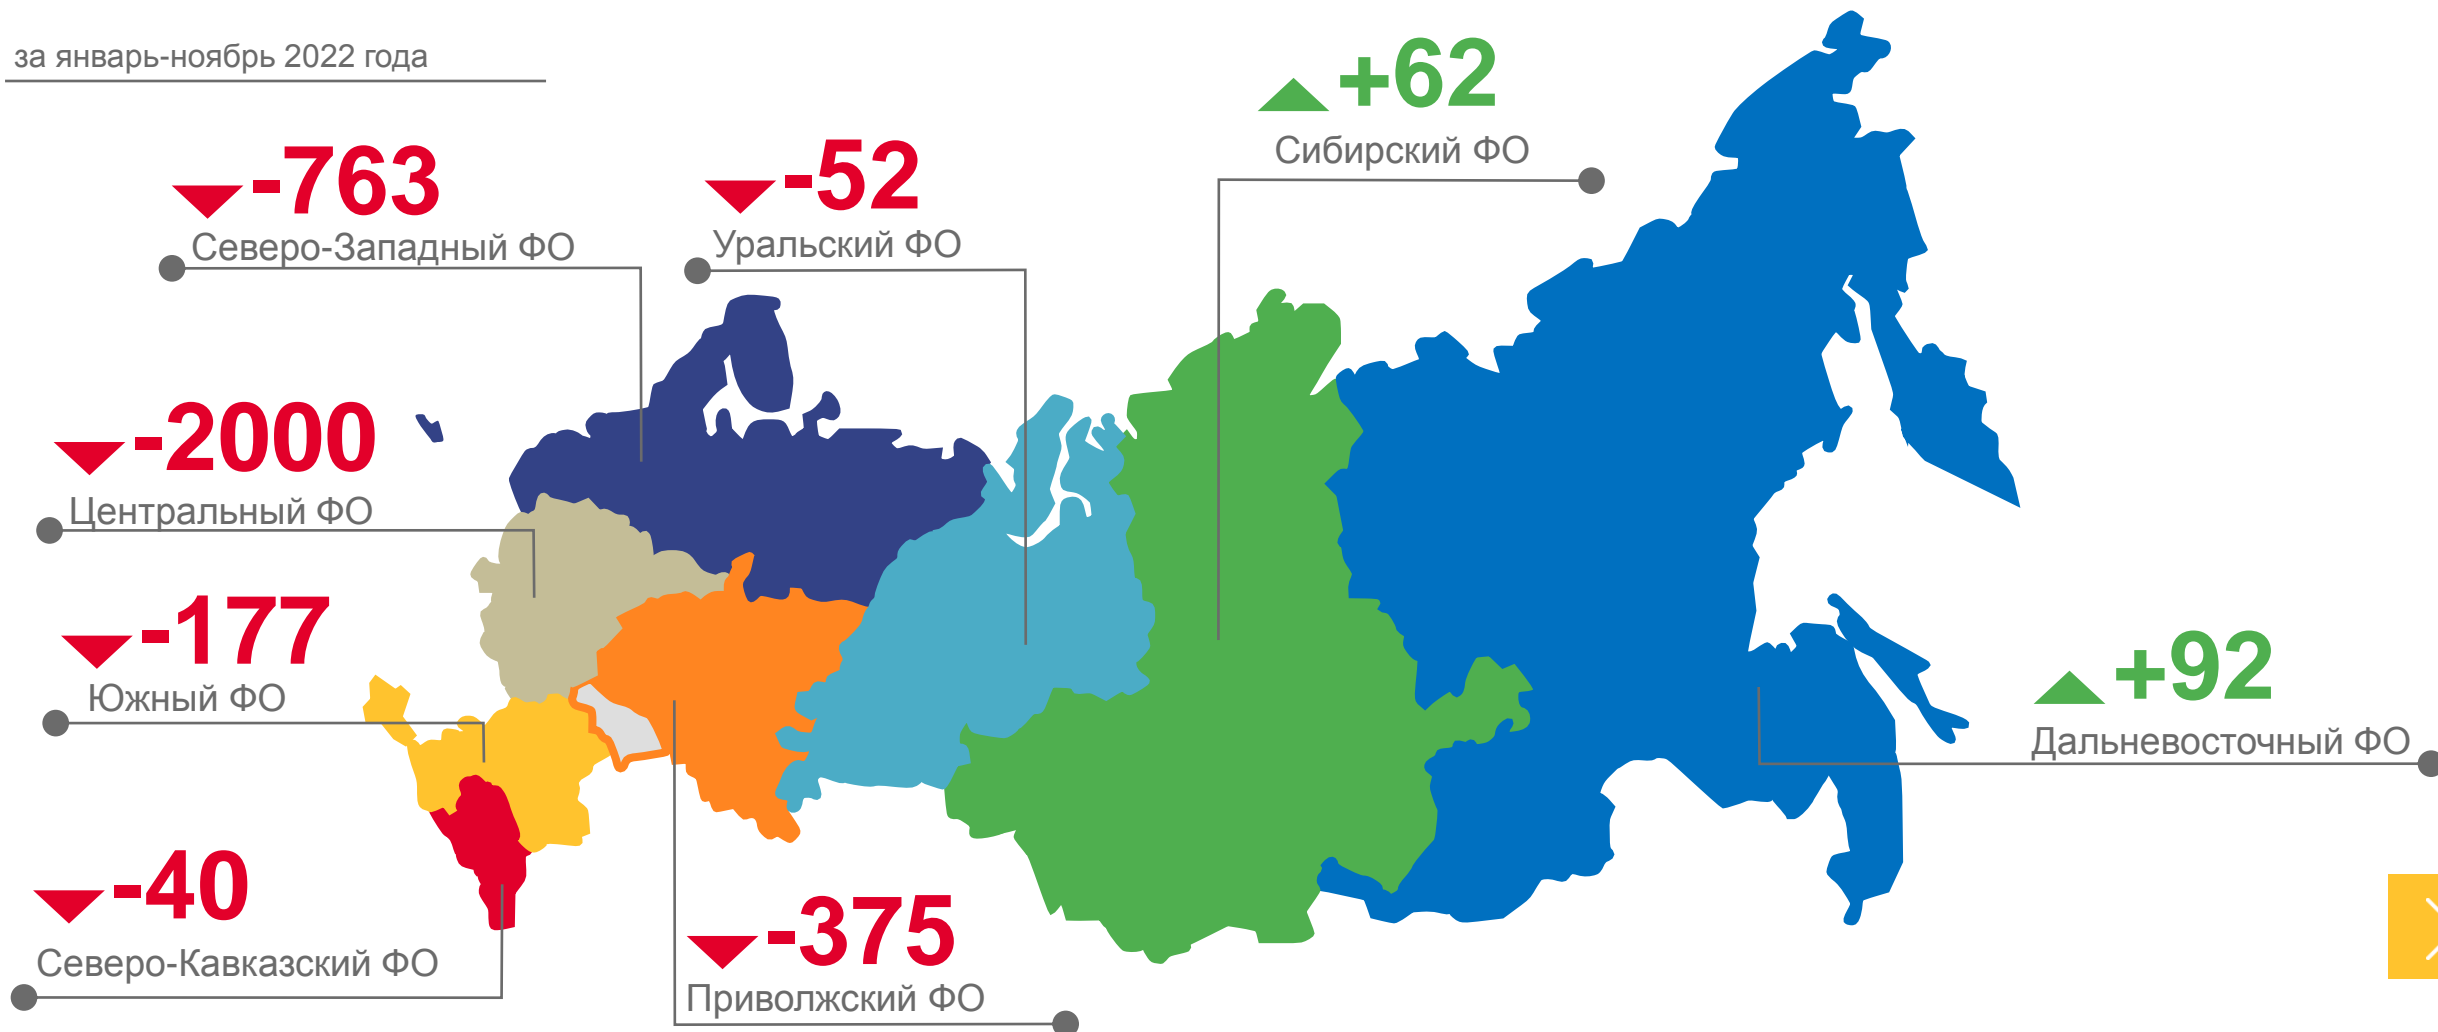 за январь-ноябрь 2022 года
+62
Сибирский ФО
-763
Северо-Западный ФО
-52
Уральский ФО
-2000
Центральный ФО
-177
Южный ФО
+92
Дальневосточный ФО
-40
Северо-Кавказский ФО
-375
Приволжский ФО